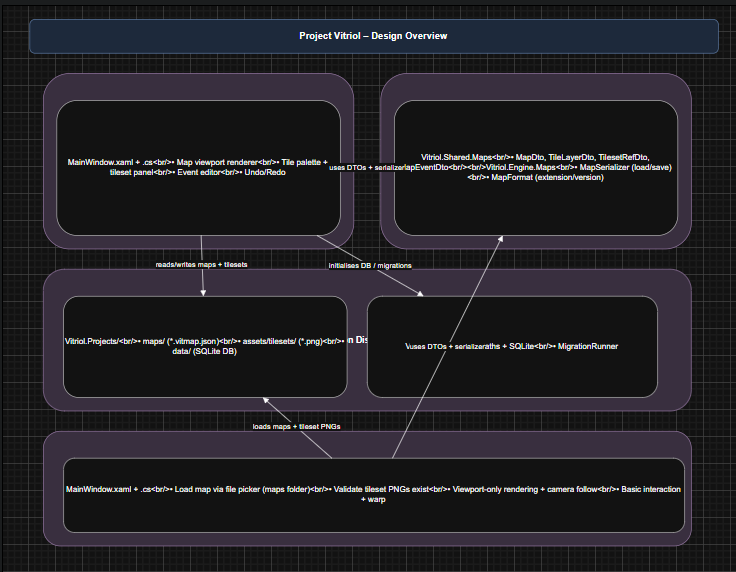 Project Vitriol – Design Overview
MainWindow.xaml + .cs<br/>• Map viewport renderer<br/>• Tile palette +
tileset panel<br/>• Event editor<br/>• Undo/Redo
uses DTOs + serializer
Vitriol.Shared.Maps<br/>• MapDto, TileLayerDto, TilesetRefDto,
apEventDto<br/><br/>Vitriol.Engine.Maps<br/>• MapSerializer (load/save)
<br/>• MapFormat (extension/version)
reads/writes maps + tilesets
initialises DB / migrations
Vitriol.Projects/<br/>• maps/ (*.vitmap.json)<br/>• assets/tilesets/ (*.png)<br/>•
data/ (SQLite DB)
n Dis
uses DTOs + serializer
aths + SQLite<br/>• MigrationRunner
loads maps + tileset PNGs
MainWindow.xaml + .cs<br/>• Load map via file picker (maps folder)<br/>• Validate tileset PNGs exist<br/>• Viewport-only rendering + camera follow<br/>• Basic interaction
+ warp